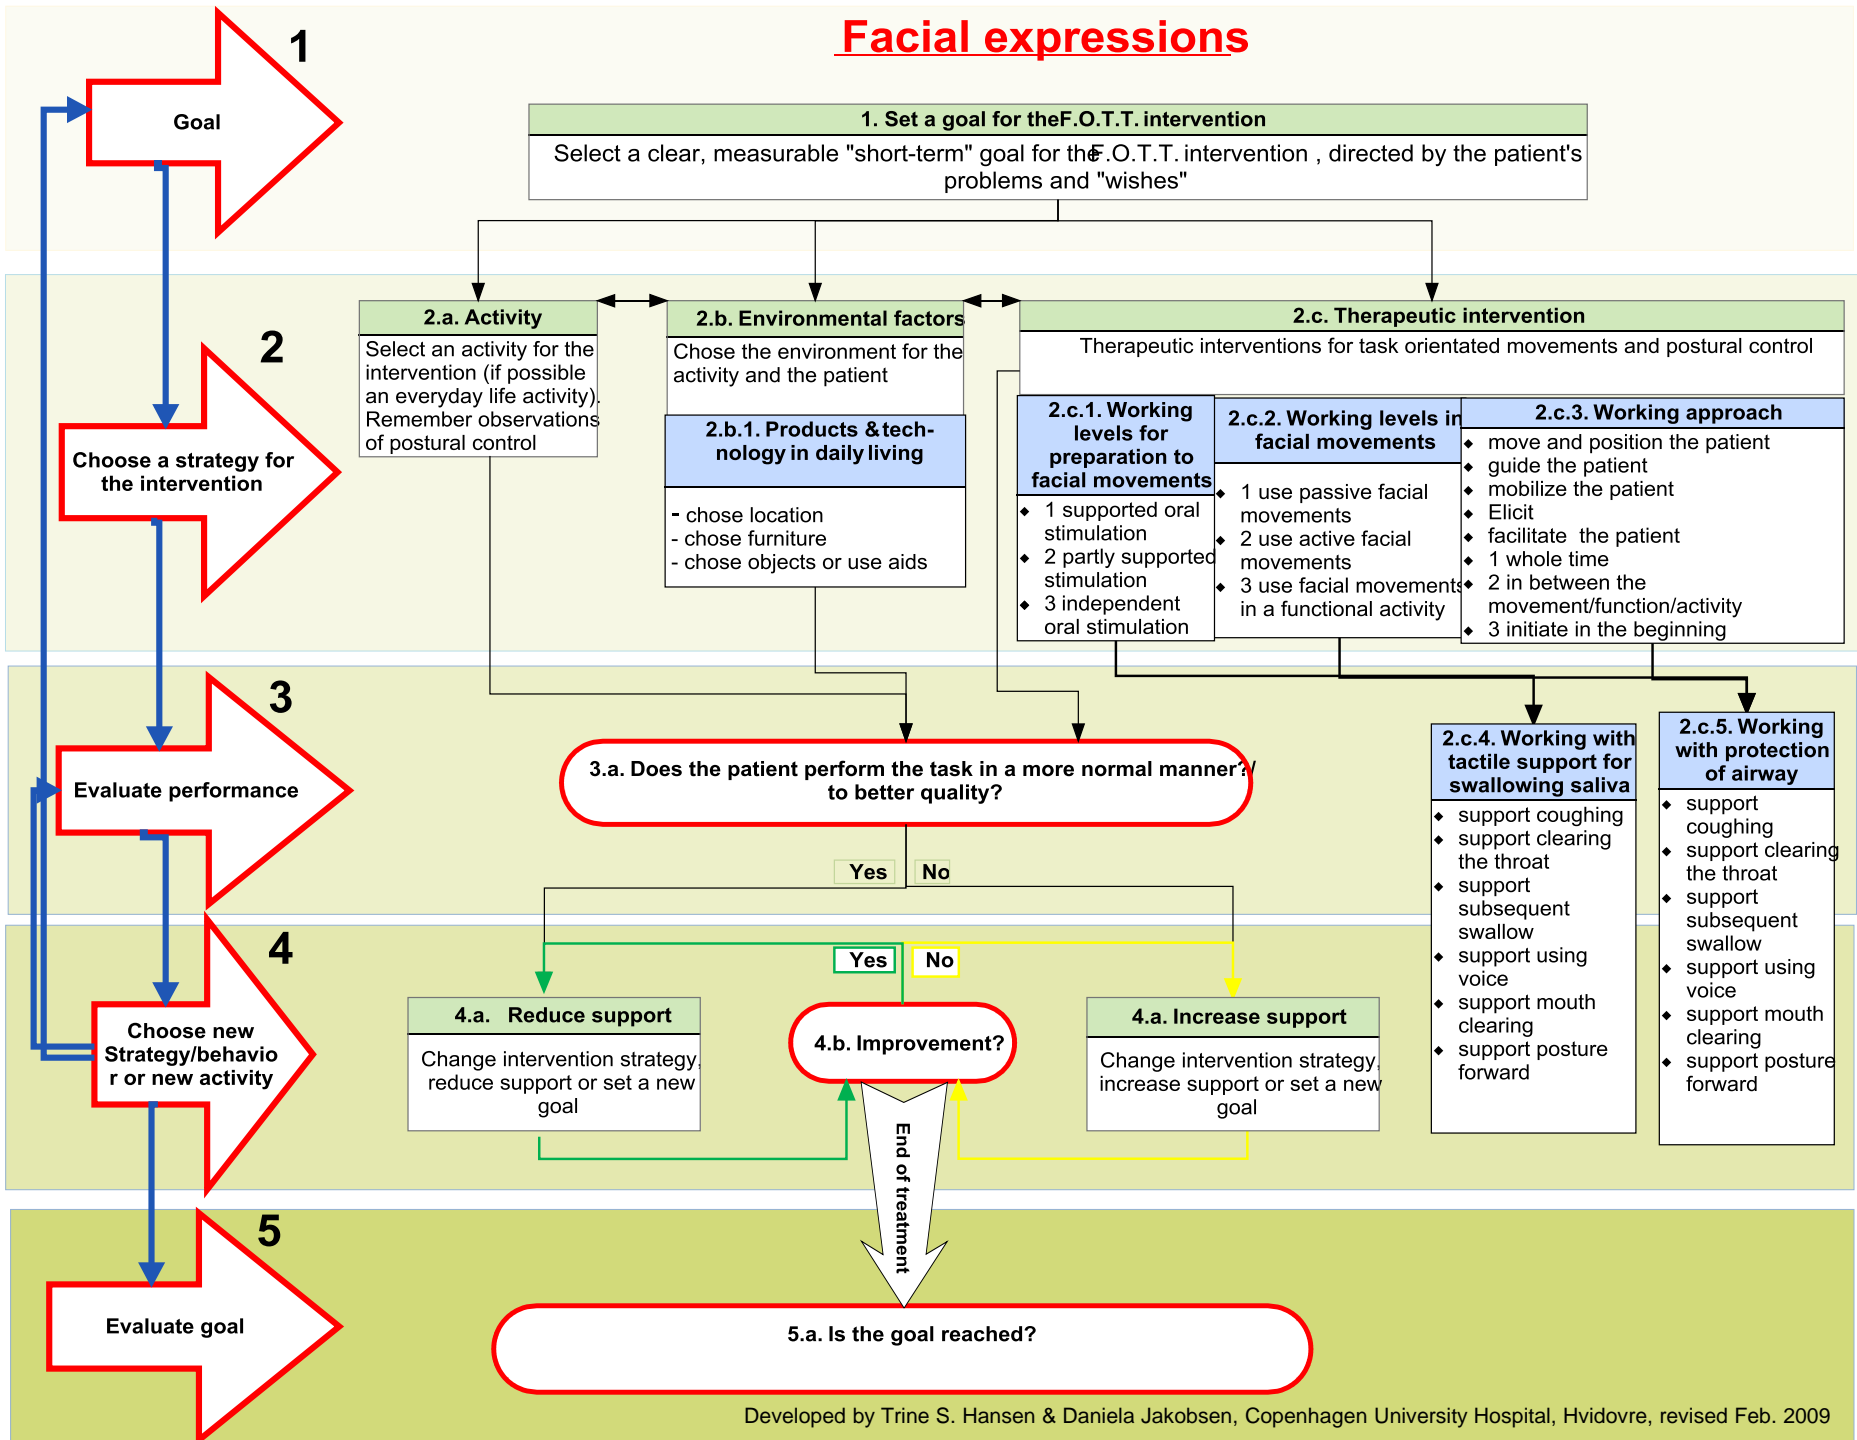 Facial expressions
1
Goal
1. Set a goal for theF.O.T.T. intervention
Select a clear, measurable "short-term" goal for the F.O.T.T. intervention , directed by the patient's
problems and "wishes"
2
Choose a strategy for
the intervention
2.a. Activity
Select an activity for the
intervention (if possible
an everyday life activity).
Remember observations
of postural control
2.b. Environmental factors
Chose the environment for the
activity and the patient
2.b.1. Products & tech-
nology in daily living
- chose location
- chose furniture
- chose objects or use aids
2.c. Therapeutic intervention
Therapeutic interventions for task orientated movements and postural control
2.c.1. Working
levels for
preparation to
facial movements
◆ 1 supported oral
stimulation
◆ 2 partly supported
stimulation
◆ 3 independent
oral stimulation
2.c.2. Working levels in
facial movements
◆ 1 use passive facial
movements
◆ 2 use active facial
movements
◆ 3 use facial movements
in a functional activity
2.c.3. Working approach
◆ move and position the patient
◆ guide the patient
◆ mobilize the patient
◆ Elicit
◆ facilitate the patient
◆ 1 whole time
◆ 2 in between the
movement/function/activity
◆ 3 initiate in the beginning
3
Evaluate performance
3.a. Does the patient perform the task in a more normal manner?/
to better quality?
Yes
No
2.c.4. Working with
tactile support for
swallowing saliva
◆ support coughing
◆ support clearing
the throat
◆ support
subsequent
swallow
◆ support using
voice
◆ support mouth
clearing
◆ support posture
forward
2.c.5. Working
with protection
of airway
◆ support
coughing
◆ support clearing
the throat
◆ support
subsequent
swallow
◆ support using
voice
◆ support mouth
clearing
◆ support posture
forward
4
Choose new
Strategy/behavio
r or new activity
Yes
No
4.a. Reduce support
Change intervention strategy,
reduce support or set a new
goal
4.b. Improvement?
4.a. Increase support
Change intervention strategy,
increase support or set a new
goal
End of treatment
5
Evaluate goal
5.a. Is the goal reached?
Developed by Trine S. Hansen & Daniela Jakobsen, Copenhagen University Hospital, Hvidovre, revised Feb. 2009